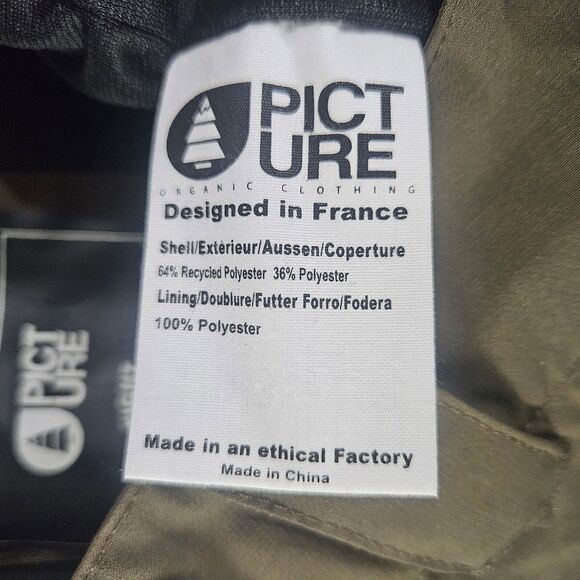 PICT
URE
ORGANIC CLOTHING
Designed in France
Shell/Extérieur/Aussen/Coperture
64% Recycled Polyester 36% Polyester
Lining/Doublure/Futter Forro/Fodera
100% Polyester
Made in an ethical Factory
Made in China
PICT
URE